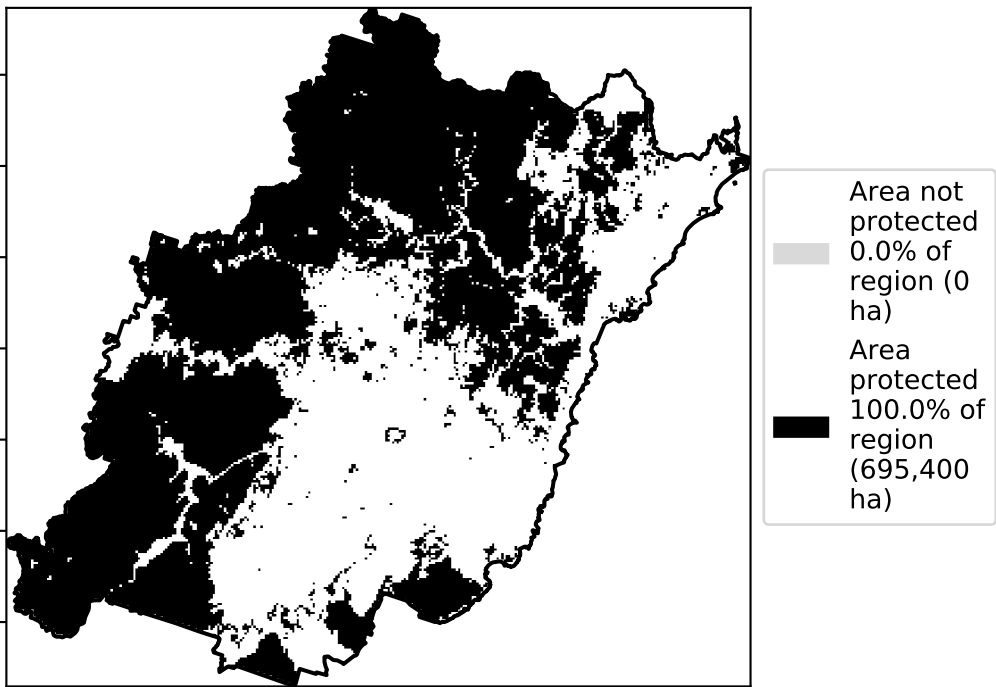 Area not
protected
0.0% of
region (0
ha)
Area
protected
100.0% of
region
(695,400
ha)